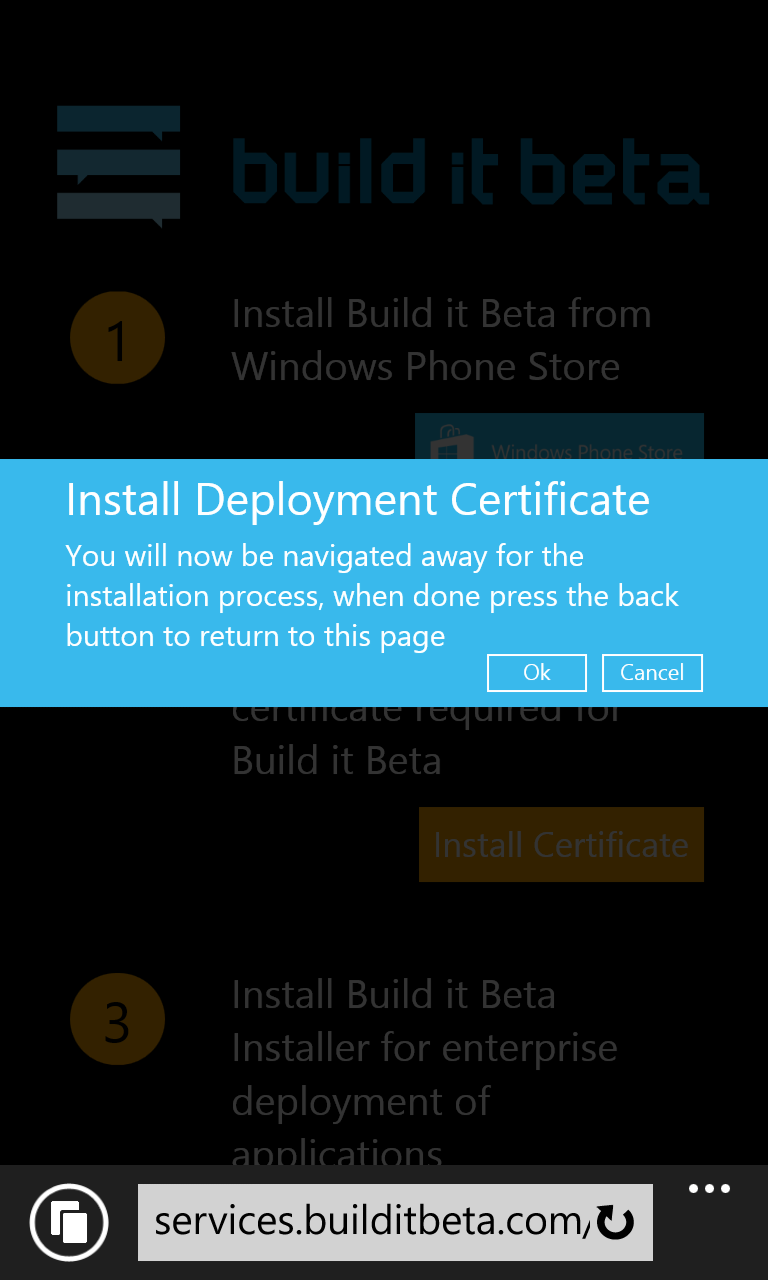 build it beta
1
Install Build it Beta from
Windows Phone Store
Windows Phone Store
Install Deployment Certificate
You will now be navigated away for the
installation process, when done press the back
button to return to this page
Ok
Cancel
certificate required for
Build it Beta
Install Certificate
3
Install Build it Beta
Installer for enterprise
deployment of
applications
services.builditbeta.com/